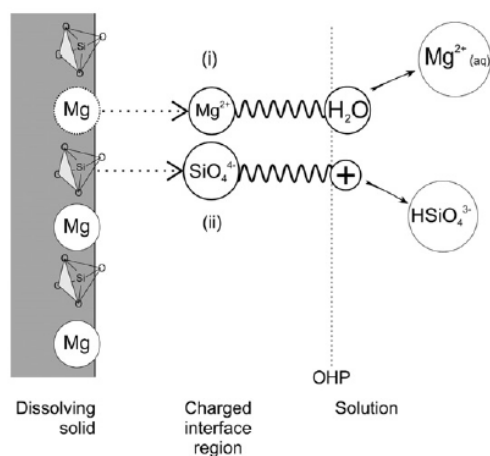 Si
(i)
Mg²⁺ (aq)
Mg
Mg²⁺
H₂O
Si
SiO₄⁴⁻
+
HSiO₄³⁻
(ii)
Mg
Si
Mg
OHP
Dissolving
solid
Charged
interface
region
Solution